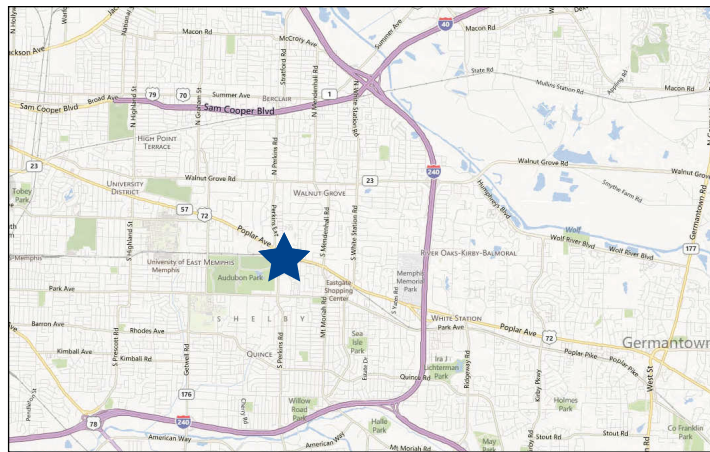 N Hollyw
Macon Rd
McCrory Ave
Stratford Rd
Summer Ave
40
Macon Rd
Jackson Ave
State Rd
Mullins Station Rd
Appling Rd
Macon Rd
79
70
Summer Ave
BERCLAIR
1
N Mendenhall Rd
N White Station Rd
Broad Ave
Sam Cooper Blvd
Sam Cooper Blvd
N Highland St
N Graham St
HIGH POINT
TERRACE
N Perkins Rd
23
Walnut Grove Rd
23
240
Walnut Grove Rd
Walnut Grov
Tobey
Park
UNIVERSITY
DISTRICT
WALNUT GROVE
Humphreys Blvd
Smythe Farm Rd
Germantown Rd
57
72
Perkins Ext
Poplar Ave
S Highland St
S Mendenhall Rd
S White Station Rd
Wolf
Wolf River Blvd
Wolf River Blvd
177
RIVER OAKS-KIRBY-BALMORAL
University of
Memphis
EAST MEMPHIS
Audubon Park
Memphis
Memorial
Park
Eastgate
Shopping
Center
Park Ave
S Yates Rd
SHELBY
Mt Moriah Rd
WHITE STATION
Park Ave
Poplar Ave
72
Barron Ave
Rhodes Ave
S Prescott Rd
Getwell Rd
S Perkins Rd
Sea
Isle
Park
Germantown
Kimball Ave
Kimball Rd
QUINCE
Estate Dr
Ira J
Lichterman
Park
Poplar Pike
Poplar Pike
Quince Rd
Ridgeway Rd
Kirby Pkwy
West St
176
Pendleton St
Cherry Rd
Willow
Road
Park
Holmes
Park
78
240
American Way
American Way
Halle
Park
Mt Moriah Rd
May
Park
Stout Rd
Stout Rd
Co Franklin
Park